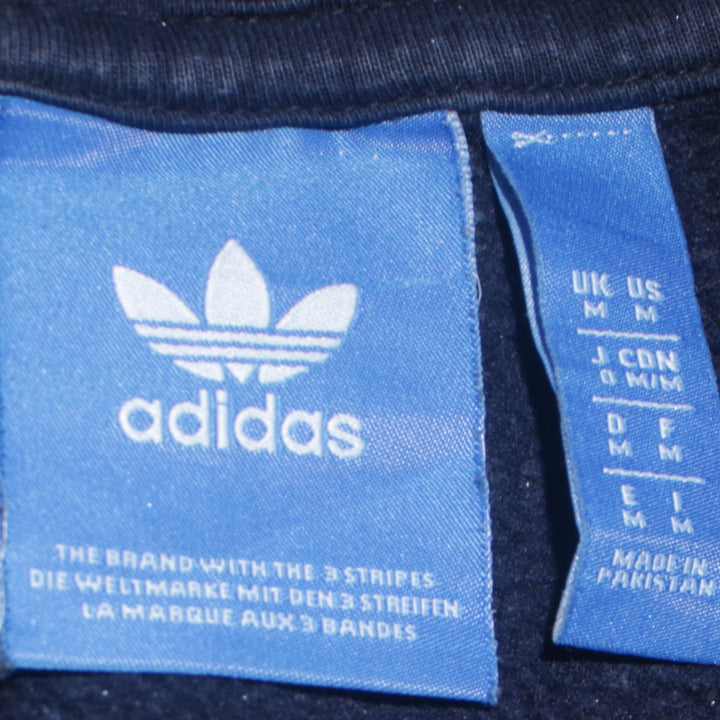 adidas
THE BRAND WITH THE 3 STRIPES
DIE WELTMARKE MIT DEN 3 STREIFEN
LA MARQUE AUX 3 BANDES
UK US
M M
J CDN
O M/M
D F
M M
E I
M M
MADE IN
PAKISTAN